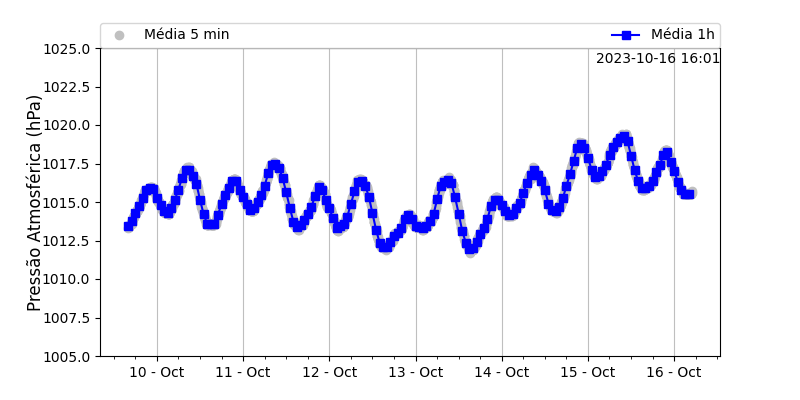 Média 5 min
Média 1h
2023-10-16 16:01
Pressão Atmosférica (hPa)
1025.0
1022.5
1020.0
1017.5
1015.0
1012.5
1010.0
1007.5
1005.0
10 - Oct
11 - Oct
12 - Oct
13 - Oct
14 - Oct
15 - Oct
16 - Oct